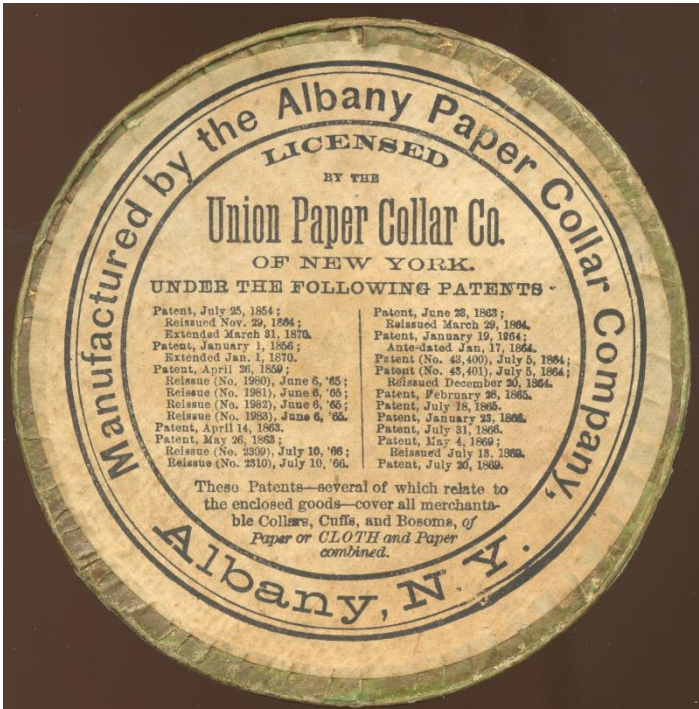 Manufactured by the Albany Paper Collar Company,
Albany, N Y.
LICENSED
BY THE
Union Paper Collar Co.
OF NEW YORK.
UNDER THE FOLLOWING PATENTS
Patent, July 25, 1854;
Reissued Nov. 29, 1864;
Extended March 31, 1870.
Patent, January 1, 1856;
Extended Jan. 1, 1870.
Patent, April 26, 1859;
Reissue (No. 1980), June 6, '65;
Reissue (No. 1981), June 6, '65;
Reissue (No. 1982), June 6, '65;
Reissue (No. 1983), June 6, '65.
Patent, April 14, 1863.
Patent, May 26, 1863;
Reissue (No. 2309), July 10, '66;
Reissue (No. 2310), July 10, '66.
Patent, June 23, 1863;
Reissued March 29, 1864.
Patent, January 19, 1864;
Ante-dated Jan, 17, 1864.
Patent (No. 43,400), July 5, 1864;
Patent (No. 43,401), July 5, 1864;
Reissued December 20, 1864.
Patent, February 28, 1865.
Patent, July 18, 1865.
Patent, January 23, 1866.
Patent, July 31, 1866.
Patent, May 4, 1869;
Reissued July 13, 1869.
Patent, July 20, 1869.
These Patents—several of which relate to
the enclosed goods—cover all merchanta-
ble Collars, Cuffs, and Bosoms, of
Paper or CLOTH and Paper
combined.